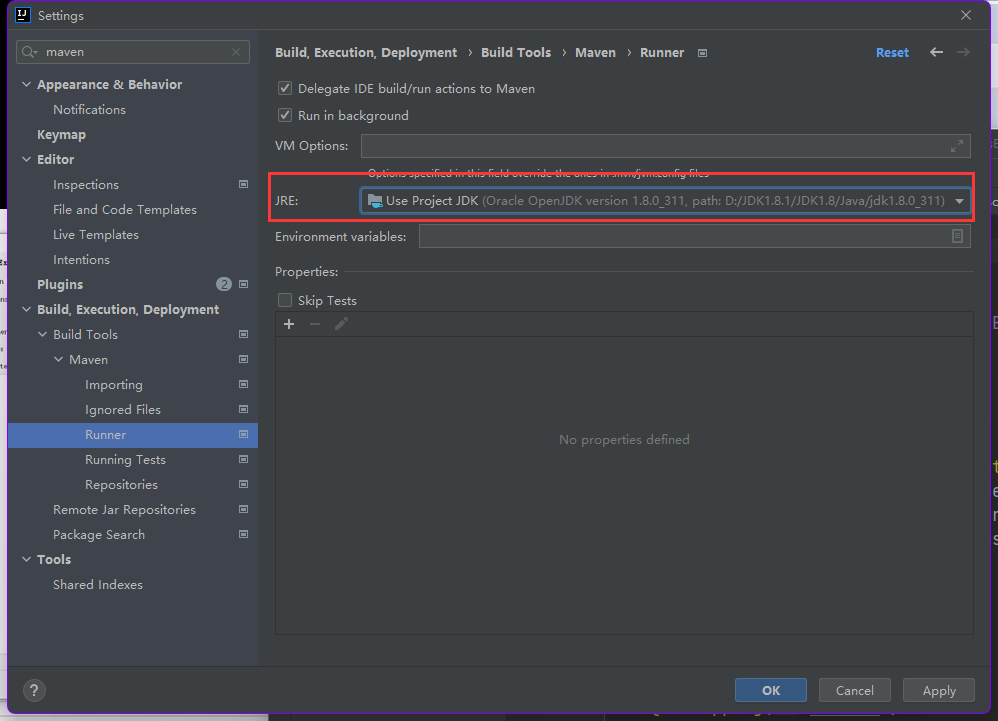 Settings
maven
Appearance & Behavior
Notifications
Keymap
Editor
Inspections
File and Code Templates
Live Templates
Intentions
Plugins 2
Build, Execution, Deployment
Build Tools
Maven
Importing
Ignored Files
Runner
Running Tests
Repositories
Remote Jar Repositories
Package Search
Tools
Shared Indexes
Build, Execution, Deployment › Build Tools › Maven › Runner
Reset
Delegate IDE build/run actions to Maven
Run in background
VM Options:
Options specified in this field override the ones in .mvn/jvm.config files
JRE: Use Project JDK (Oracle OpenJDK version 1.8.0_311, path: D:/JDK1.8.1/JDK1.8/Java/jdk1.8.0_311)
Environment variables:
Properties:
Skip Tests
No properties defined
?
OK Cancel Apply